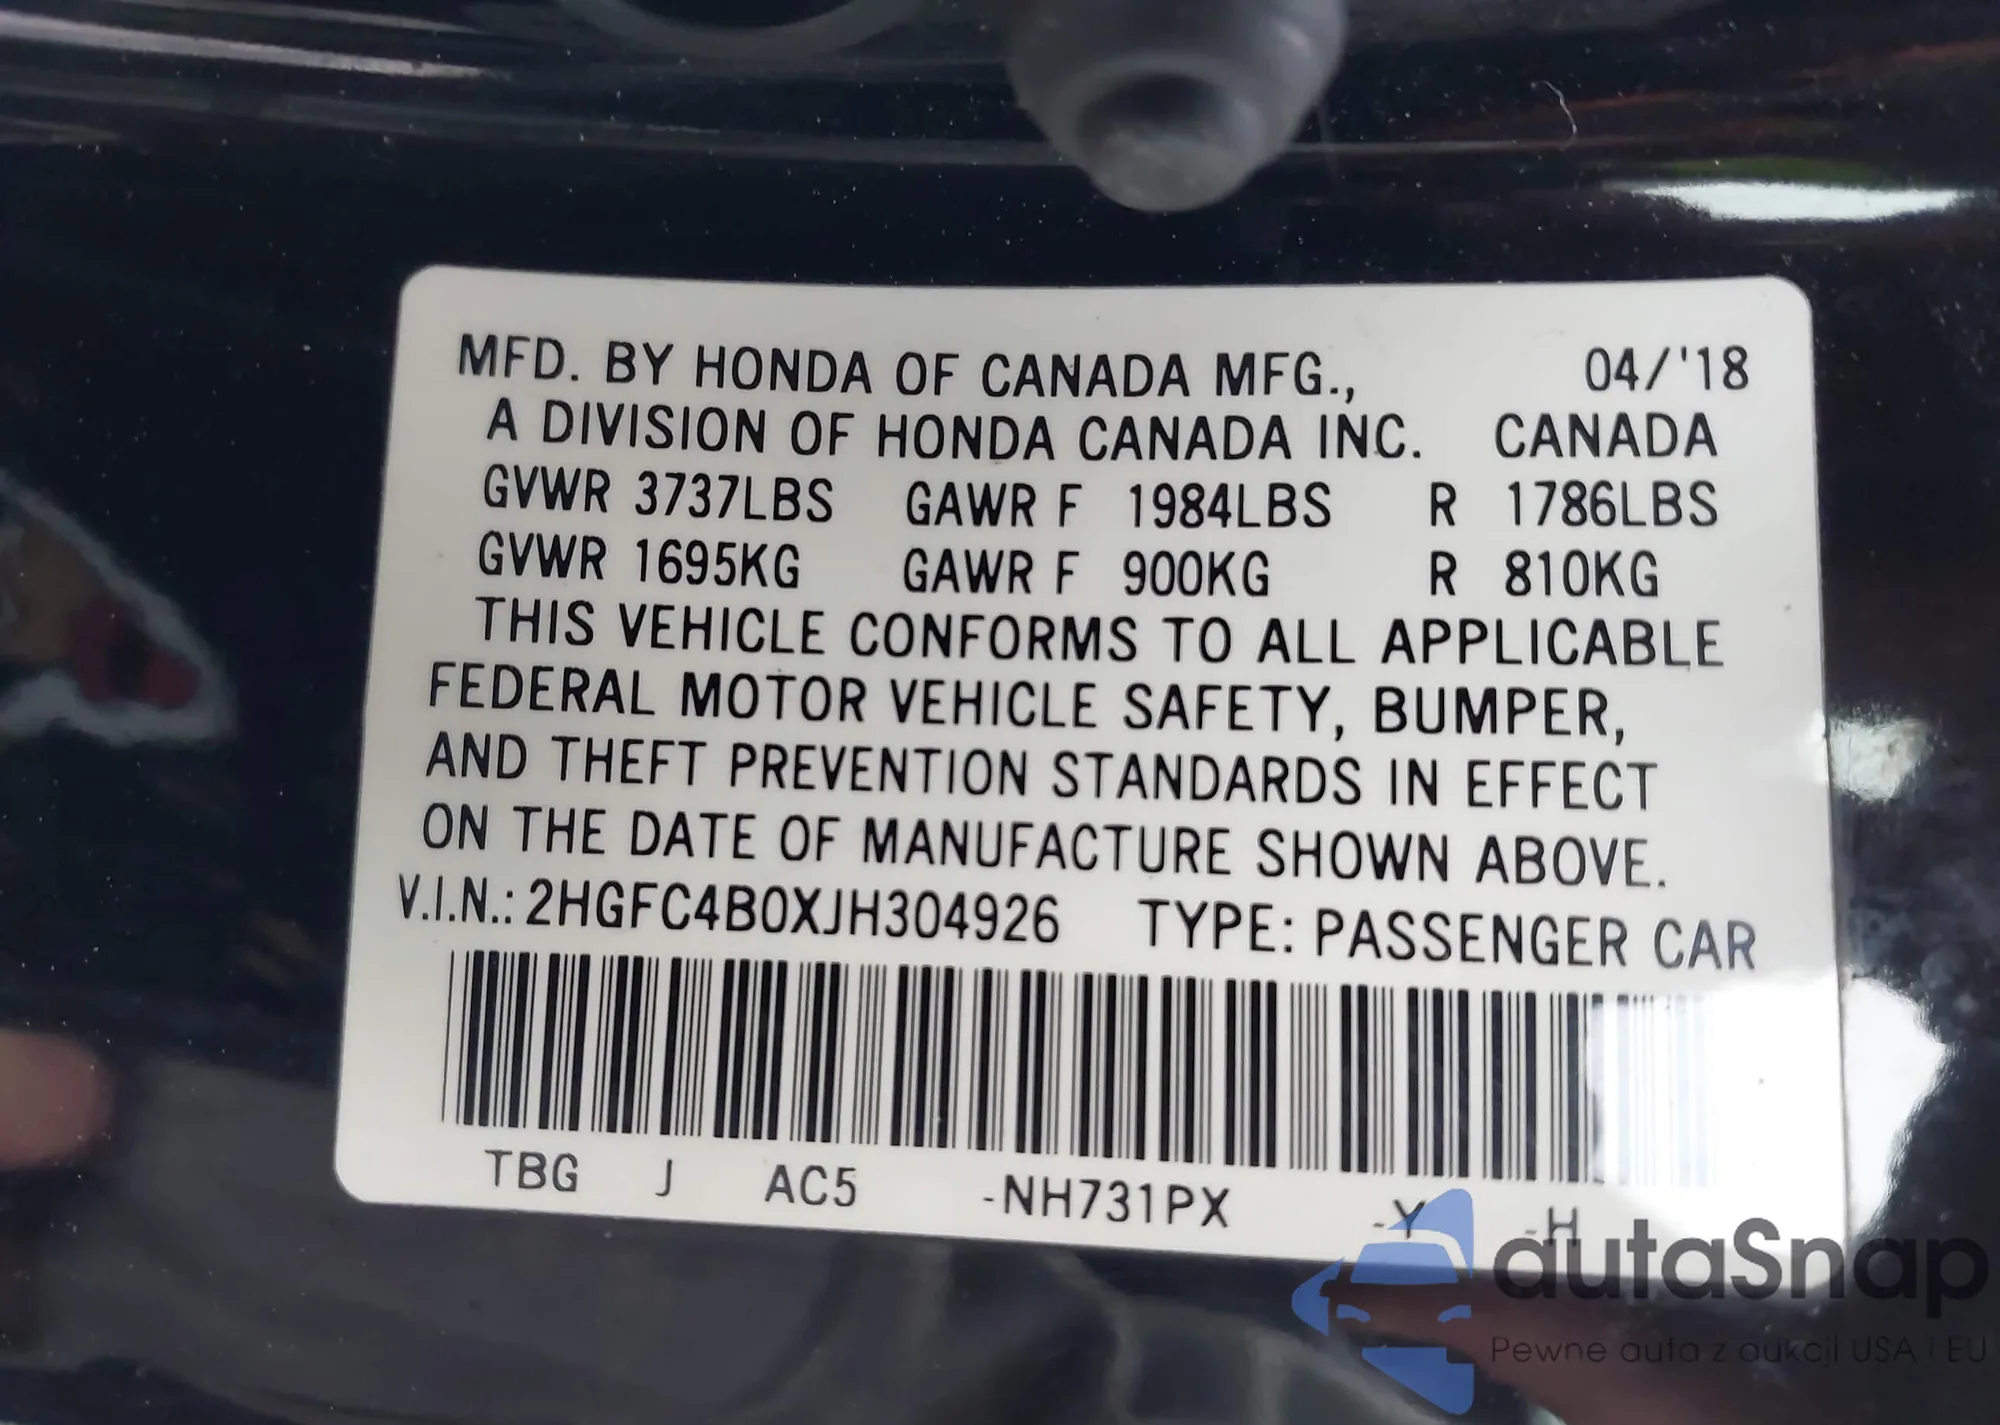 MFD. BY HONDA OF CANADA MFG., 04/'18
A DIVISION OF HONDA CANADA INC. CANADA
GVWR 3737LBS GAWR F 1984LBS R 1786LBS
GVWR 1695KG GAWR F 900KG R 810KG
THIS VEHICLE CONFORMS TO ALL APPLICABLE
FEDERAL MOTOR VEHICLE SAFETY, BUMPER,
AND THEFT PREVENTION STANDARDS IN EFFECT
ON THE DATE OF MANUFACTURE SHOWN ABOVE.
V.I.N.: 2HGFC4B0XJH304926 TYPE: PASSENGER CAR
TBG J AC5 -NH731PX -Y -H
autaSnap
Pewne auta z aukcji USA i EU